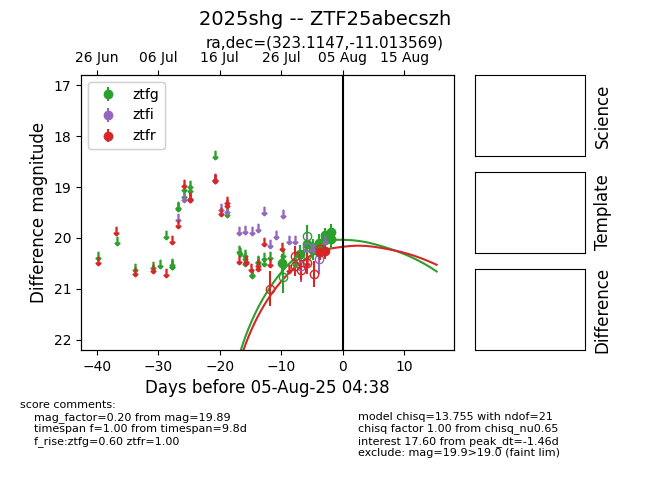 2025shg -- ZTF25abecszh
ra,dec=(323.1147,-11.013569)
26 Jun 06 Jul 16 Jul 26 Jul 05 Aug 15 Aug
17
18
19
20
21
22
Difference magnitude
ztfg
ztfi
ztfr
−40 −30 −20 −10 0 10
Days before 05-Aug-25 04:38
Science
Template
Difference
score comments:
mag_factor=0.20 from mag=19.89
timespan f=1.00 from timespan=9.8d
f_rise:ztfg=0.60 ztfr=1.00
model chisq=13.755 with ndof=21
chisq factor 1.00 from chisq_nu0.65
interest 17.60 from peak_dt=-1.46d
exclude: mag=19.9>19.0 (faint lim)